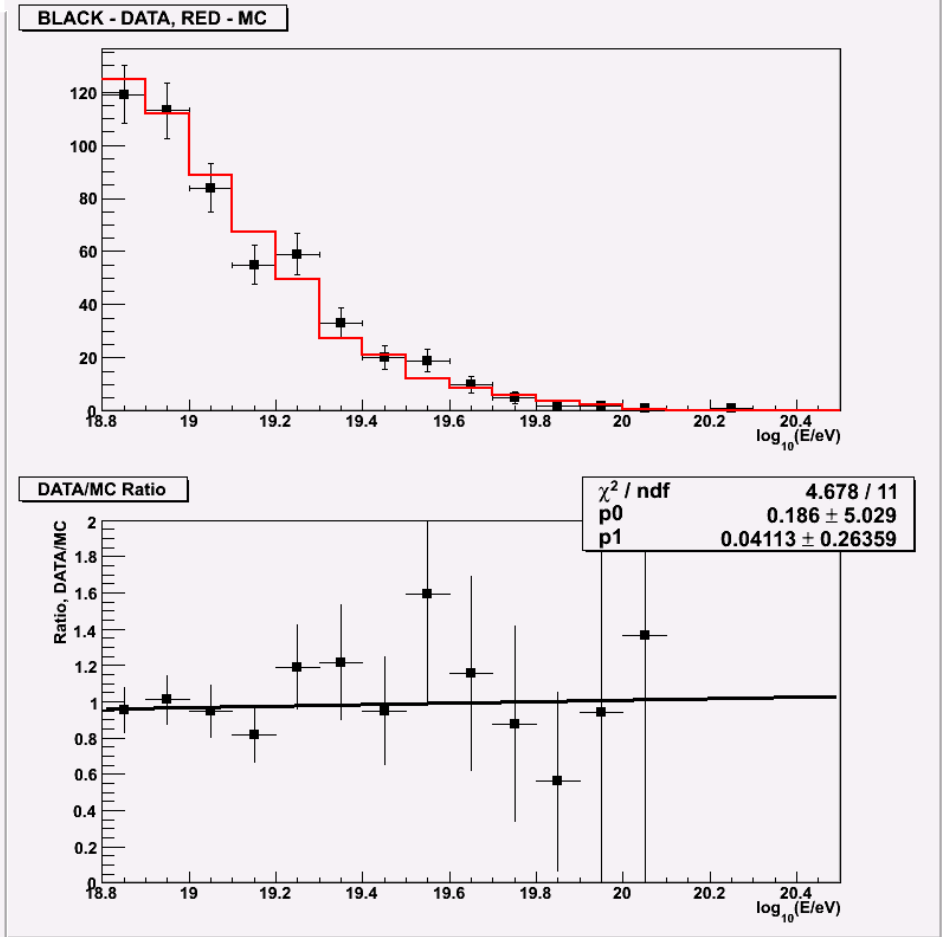 BLACK - DATA, RED - MC
120
100
80
60
40
20
0
18.8 19 19.2 19.4 19.6 19.8 20 20.2 20.4
log10(E/eV)
DATA/MC Ratio
χ² / ndf 4.678 / 11
p0 0.186 ± 5.029
p1 0.04113 ± 0.26359
Ratio, DATA/MC
2
1.8
1.6
1.4
1.2
1
0.8
0.6
0.4
0.2
0
18.8 19 19.2 19.4 19.6 19.8 20 20.2 20.4
log10(E/eV)